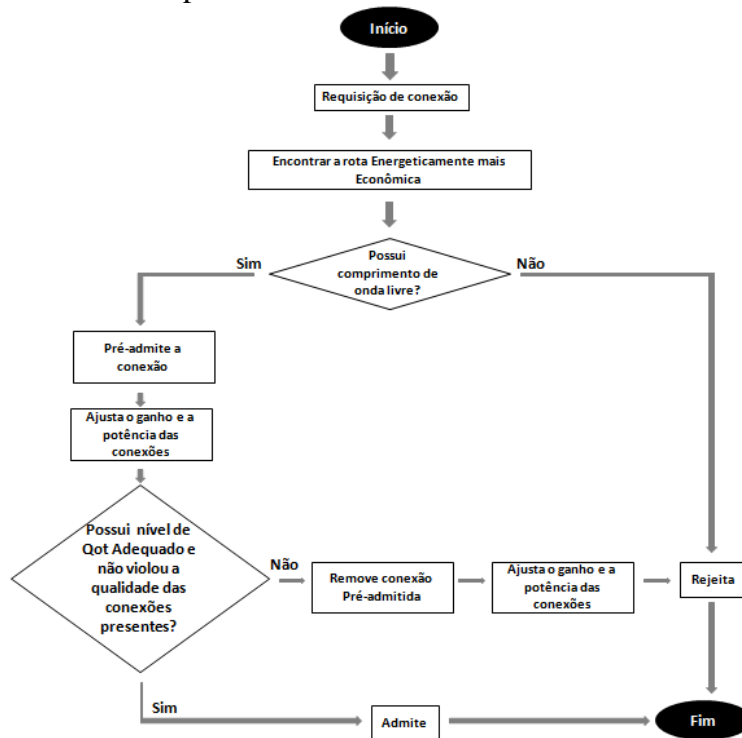 Início
Requisição de conexão
Encontrar a rota Energeticamente mais
Econômica
Possui
comprimento de
onda livre?
Sim
Não
Pré-admite a
conexão
Ajusta o ganho e a
potência das
conexões
Possui nível de
Qot Adequado e
não violou a
qualidade das
conexões
presentes?
Não
Remove conexão
Pré-admitida
Ajusta o ganho e a
potência das
conexões
Rejeita
Sim
Admite
Fim